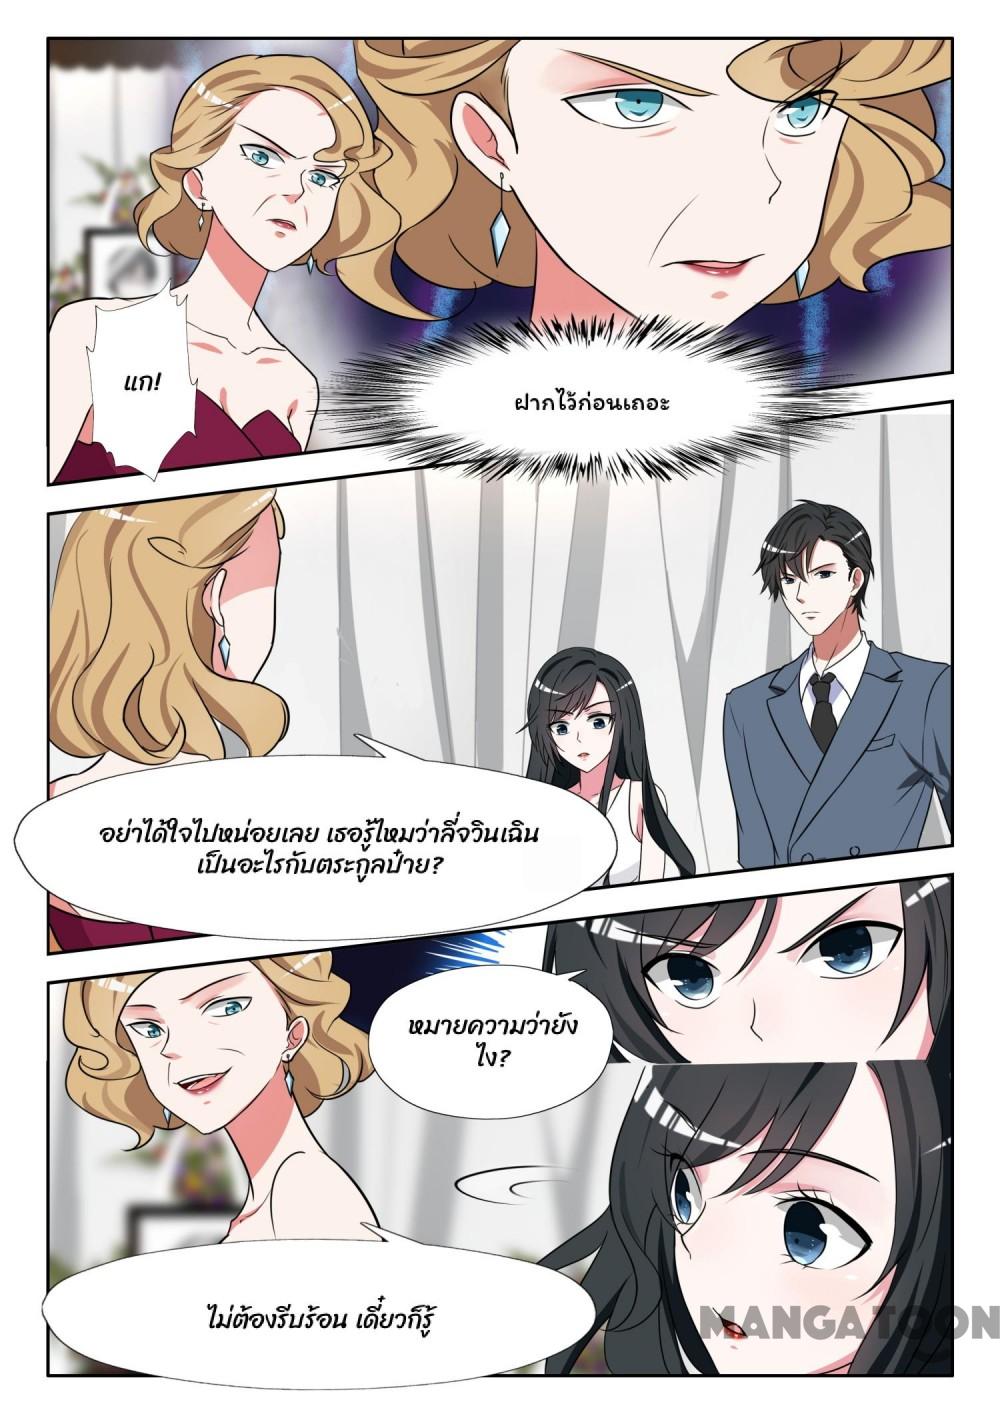 แก!
ฝากไว้ก่อนเถอะ
อย่าได้ใจไปหน่อยเลย เธอรู้ไหมว่าลี่จวินเฉิน
เป็นอะไรกับตระกูลป๋าย?
หมายความว่ายัง
ไง?
ไม่ต้องรีบร้อน เดี๋ยวก็รู้
MANGATOON